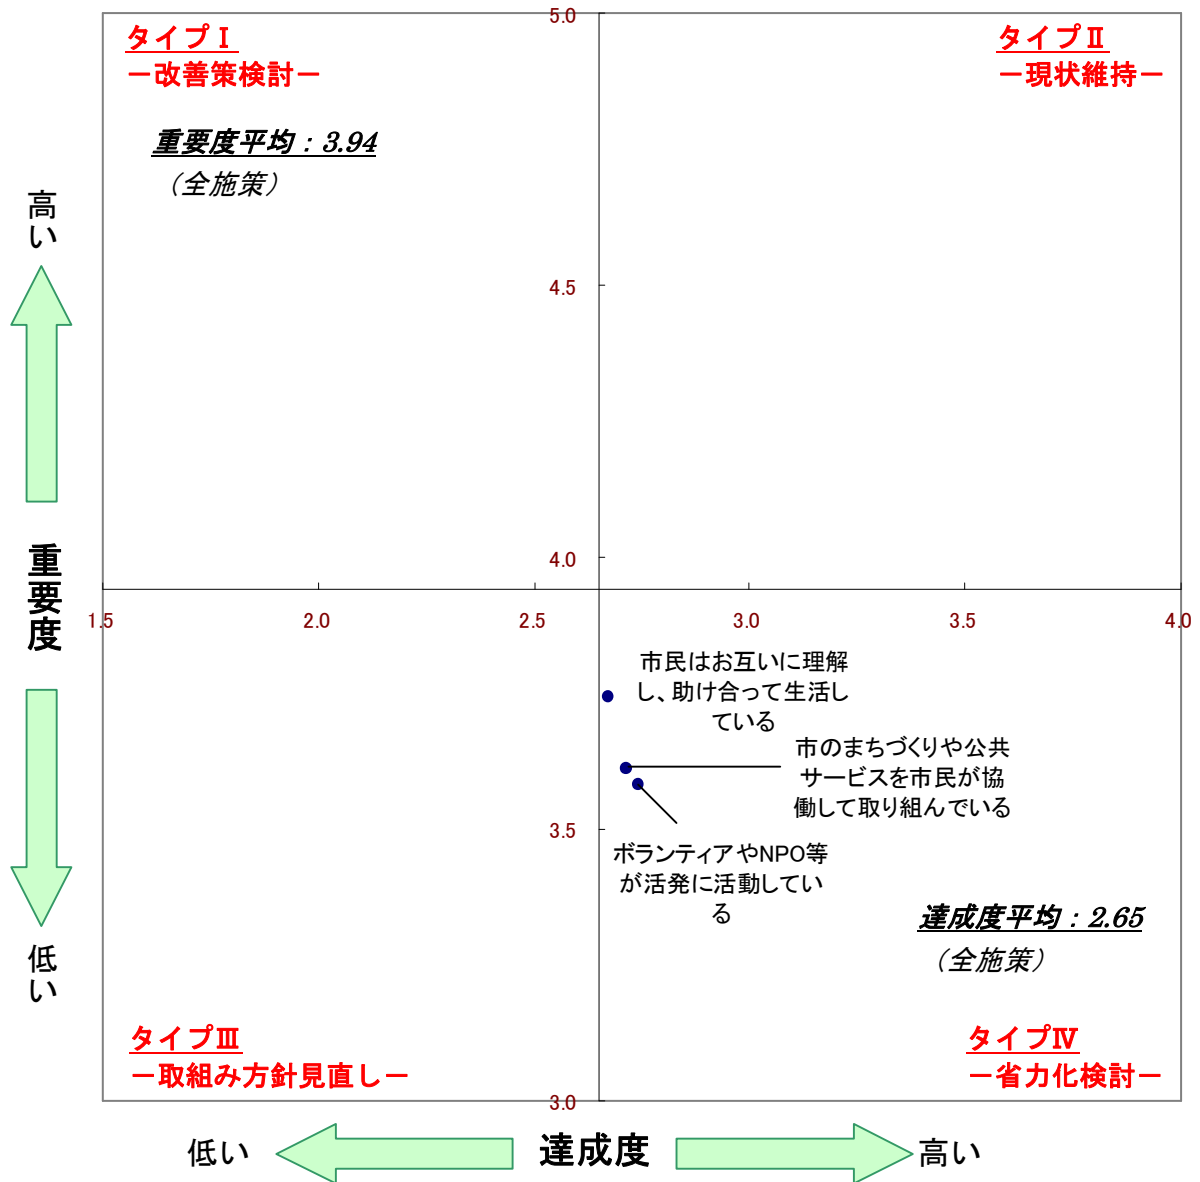 5.0
タイプⅠ
ー改善策検討ー
タイプⅡ
ー現状維持ー
重要度平均：3.94
（全施策）
高い
4.5
4.0
重要度
1.5
2.0
2.5
3.0
3.5
4.0
市民はお互いに理解
し、助け合って生活し
ている
市のまちづくりや公共
サービスを市民が協
働して取り組んでいる
3.5
ボランティアやNPO等
が活発に活動してい
る
達成度平均：2.65
（全施策）
低い
タイプⅢ
ー取組み方針見直しー
タイプⅣ
ー省力化検討ー
3.0
低い
達成度
高い